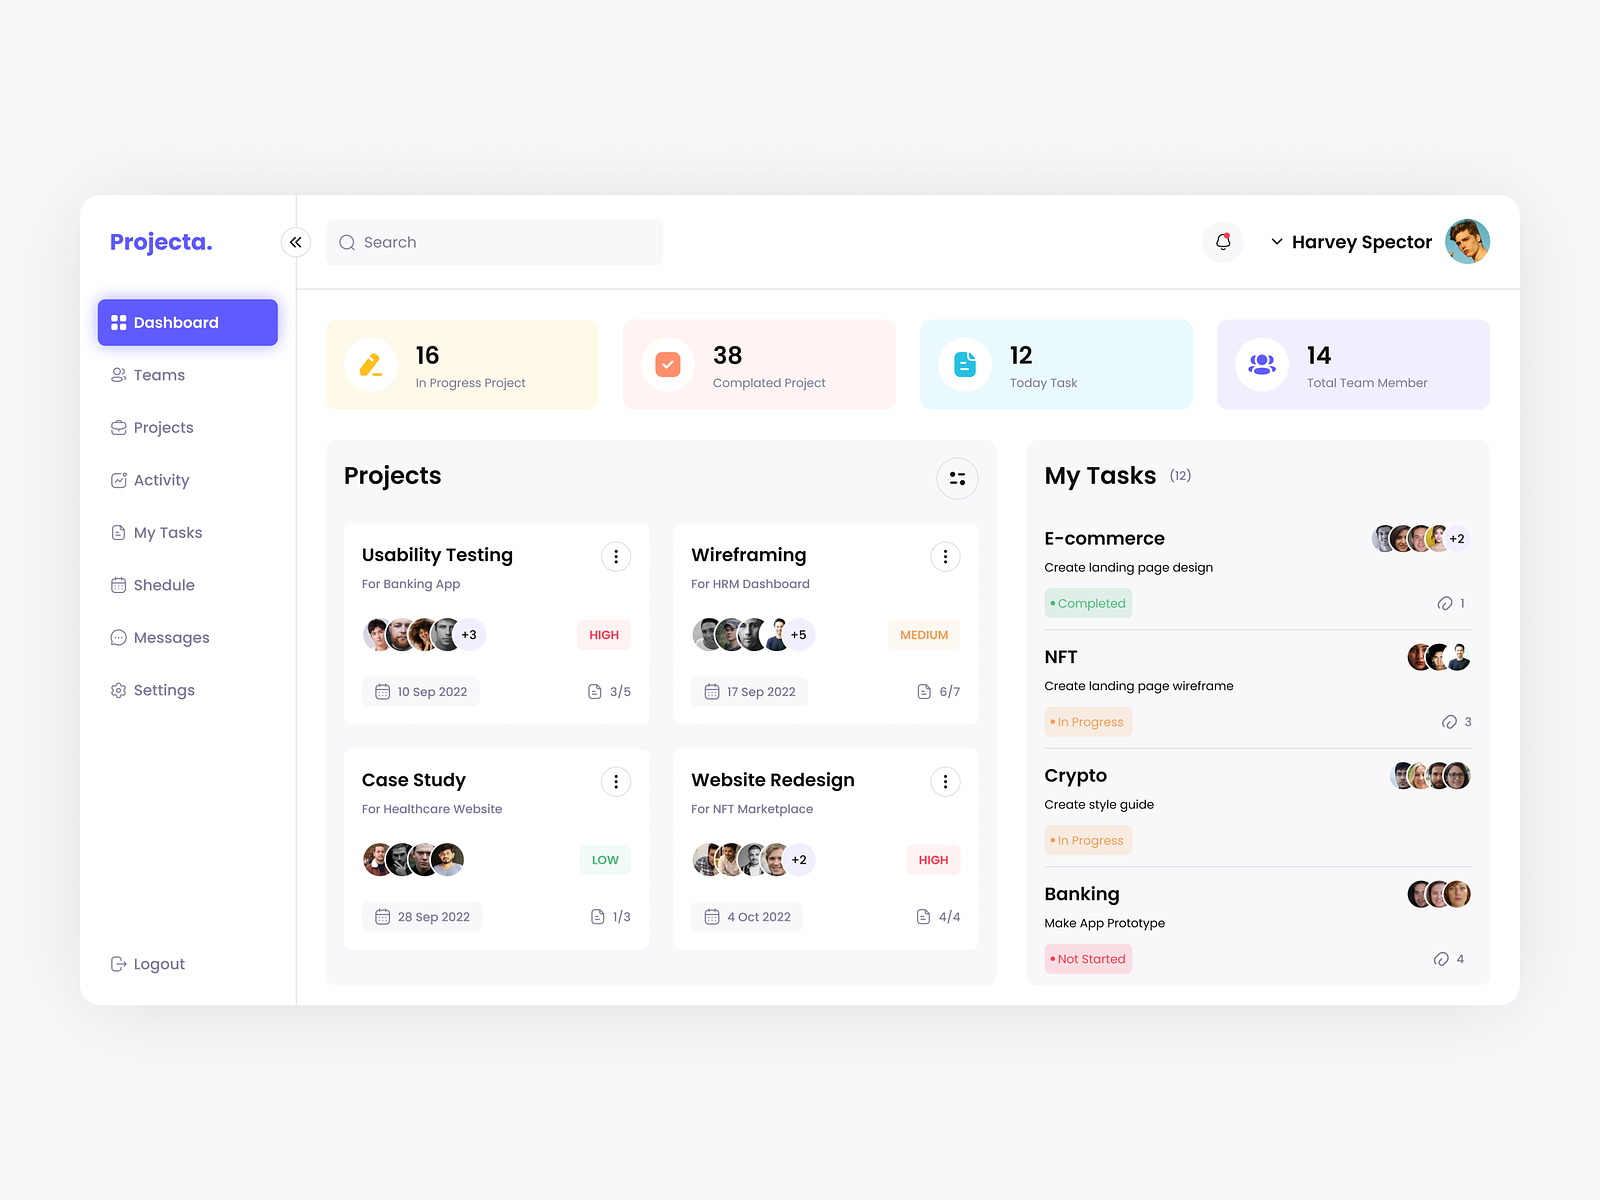 Projecta.
Search
Harvey Spector
Dashboard
Teams
Projects
Activity
My Tasks
Shedule
Messages
Settings
Logout
16
In Progress Project
38
Complated Project
12
Today Task
14
Total Team Member
Projects
Usability Testing
For Banking App
+3
HIGH
10 Sep 2022
3/5
Wireframing
For HRM Dashboard
+5
MEDIUM
17 Sep 2022
6/7
Case Study
For Healthcare Website
LOW
28 Sep 2022
1/3
Website Redesign
For NFT Marketplace
+2
HIGH
4 Oct 2022
4/4
My Tasks (12)
E-commerce
+2
Create landing page design
Completed
1
NFT
Create landing page wireframe
In Progress
3
Crypto
Create style guide
In Progress
Banking
Make App Prototype
Not Started
4